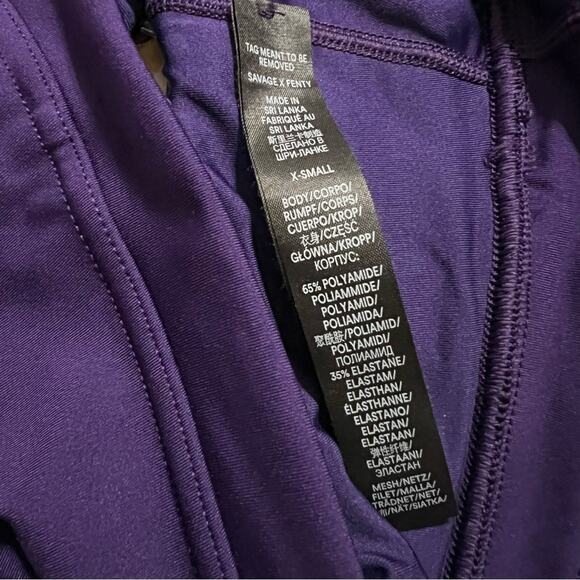 TAG MEANT TO BE
REMOVED
SAVAGE X FENTY
MADE IN
SRI LANKA
FABRIQUÉ AU
SRI LANKA
斯里兰卡制造
СДЕЛАНО В
ШРИ-ЛАНКЕ
X-SMALL
BODY/CORPO/
RUMPF/CORPS/
CUERPO/KROP/
衣身/CZĘŚĆ
GŁÓWNA/KROPP/
КОРПУС:
65% POLYAMIDE/
POLIAMMIDE/
POLYAMID/
POLIAMIDA/
聚酰胺/POLIAMID/
POLYAMIDI/
ПОЛИАМИД
35% ELASTANE/
ELASTAM/
ELASTHAN/
ÉLASTHANNE/
ELASTANO/
ELASTAN/
ELASTAAN/
弹性纤维/
ELASTAANI/
ЭЛАСТАН
MESH/NETZ/
FILET/MALLA/
TRÅDNET/NET/
网/NÄT/SIATKA/